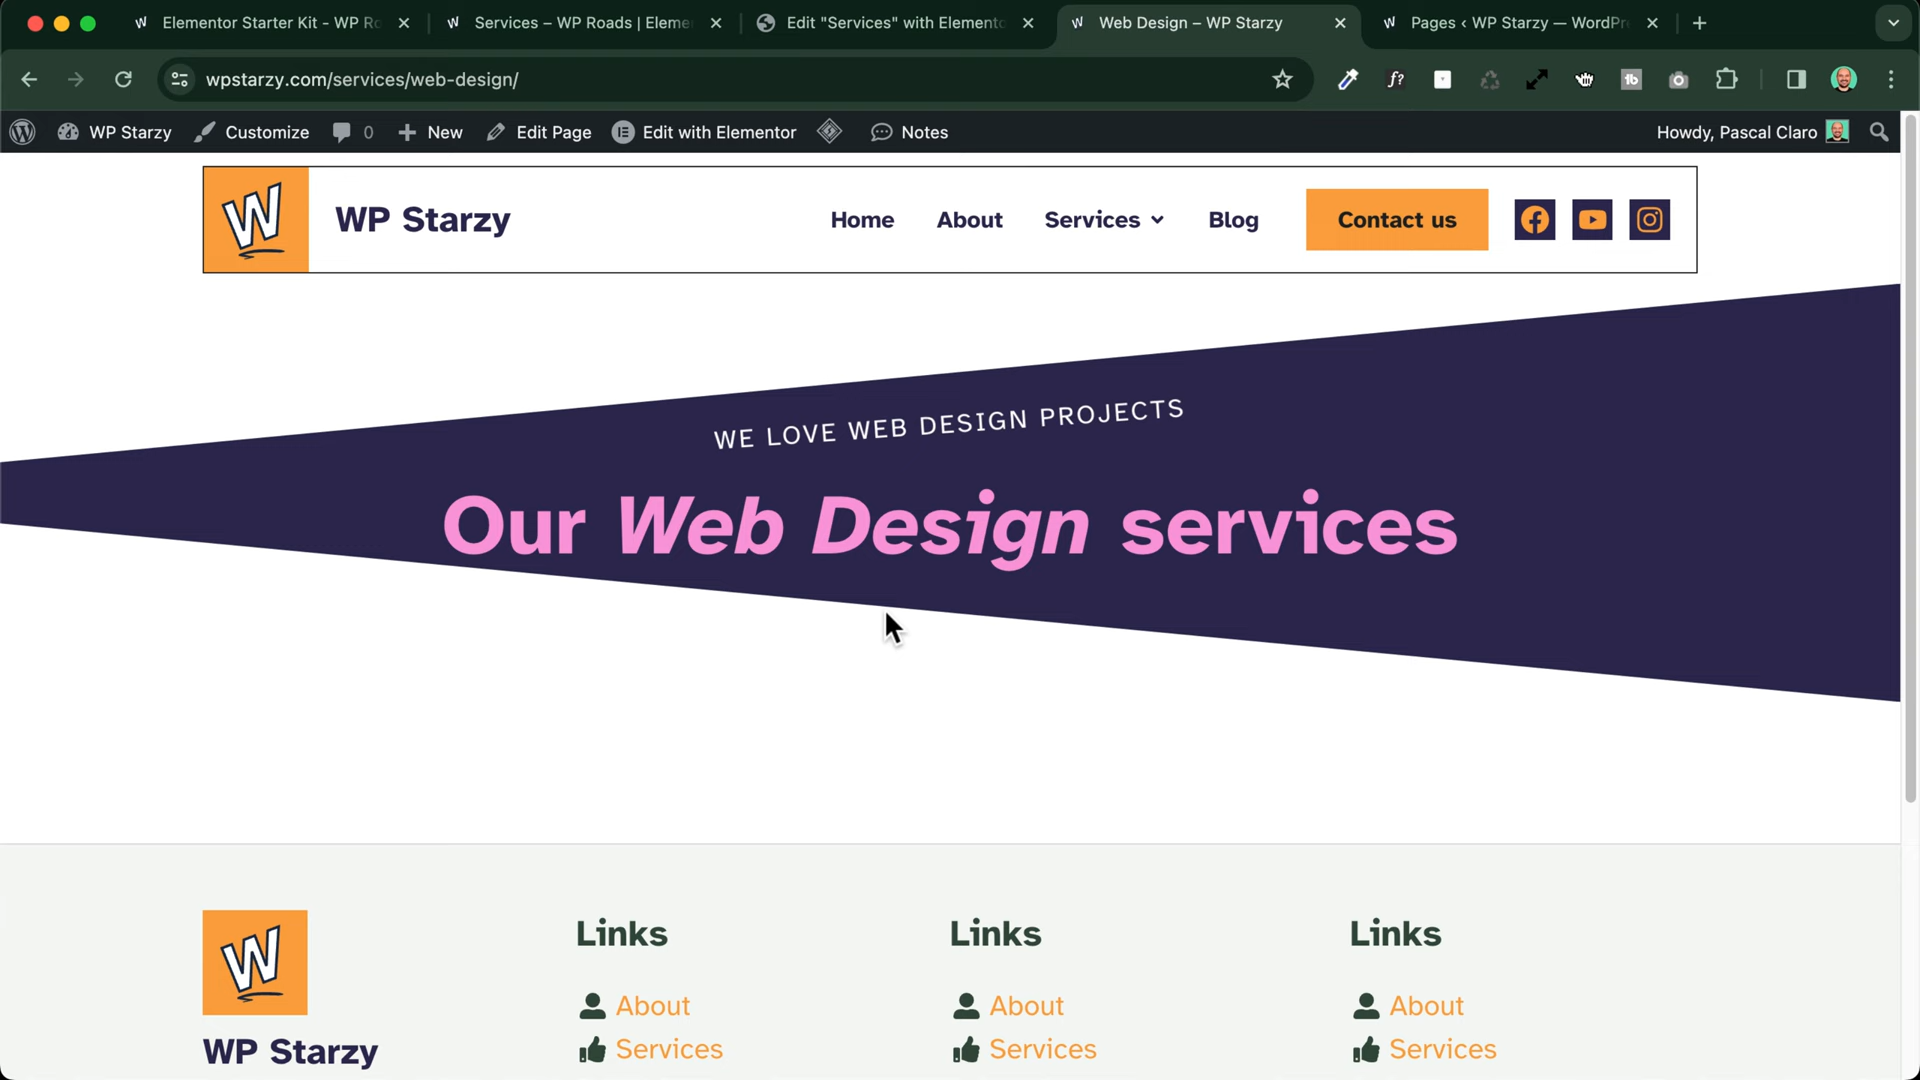 Elementor Starter Kit - WP Ro
Services – WP Roads | Eleme
Edit "Services" with Elemento
Web Design – WP Starzy
Pages ‹ WP Starzy — WordPr
wpstarzy.com/services/web-design/
f?
tb
WP Starzy
Customize
0
New
Edit Page
Edit with Elementor
Notes
Howdy, Pascal Claro
W
WP Starzy
Home
About
Services
Blog
Contact us
WE LOVE WEB DESIGN PROJECTS
Our Web Design services
W
WP Starzy
Links
About
Services
Links
About
Services
Links
About
Services